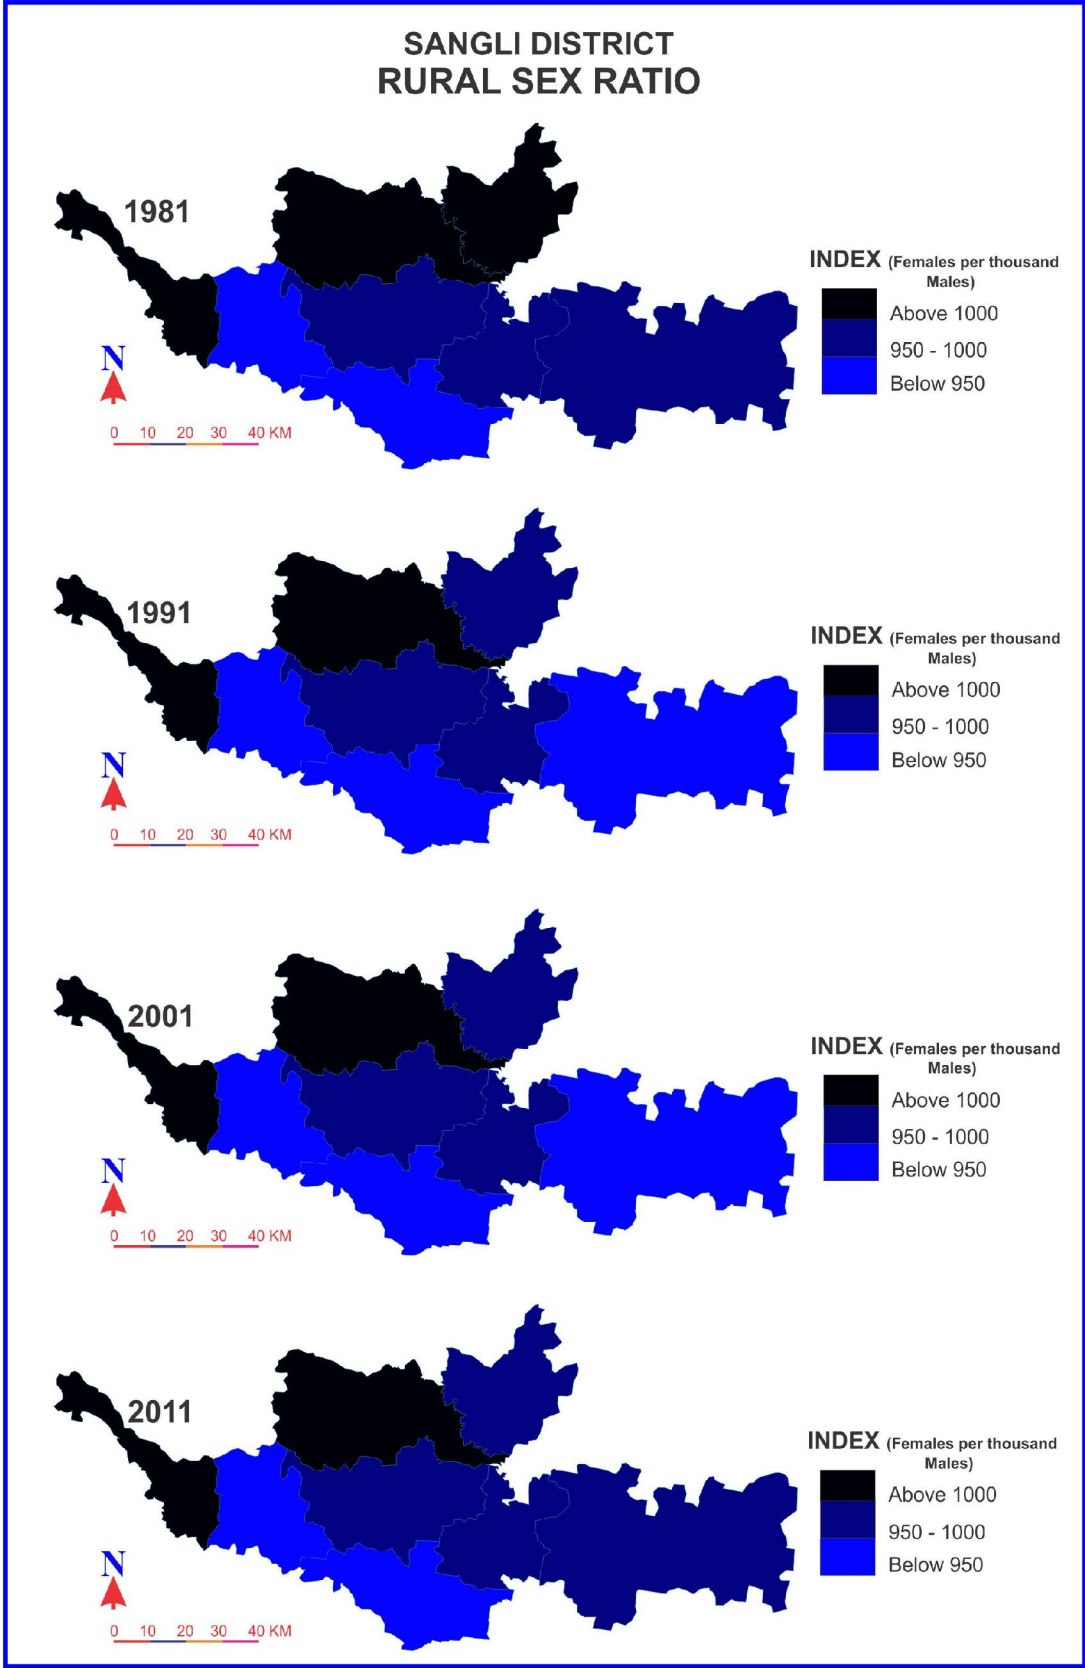 SANGLI DISTRICT
RURAL SEX RATIO
1981
INDEX (Females per thousand
Males)
Above 1000
950 - 1000
Below 950
N
0 10 20 30 40 KM
1991
INDEX (Females per thousand
Males)
Above 1000
950 - 1000
Below 950
N
0 10 20 30 40 KM
2001
INDEX (Females per thousand
Males)
Above 1000
950 - 1000
Below 950
N
0 10 20 30 40 KM
2011
INDEX (Females per thousand
Males)
Above 1000
950 - 1000
Below 950
N
0 10 20 30 40 KM